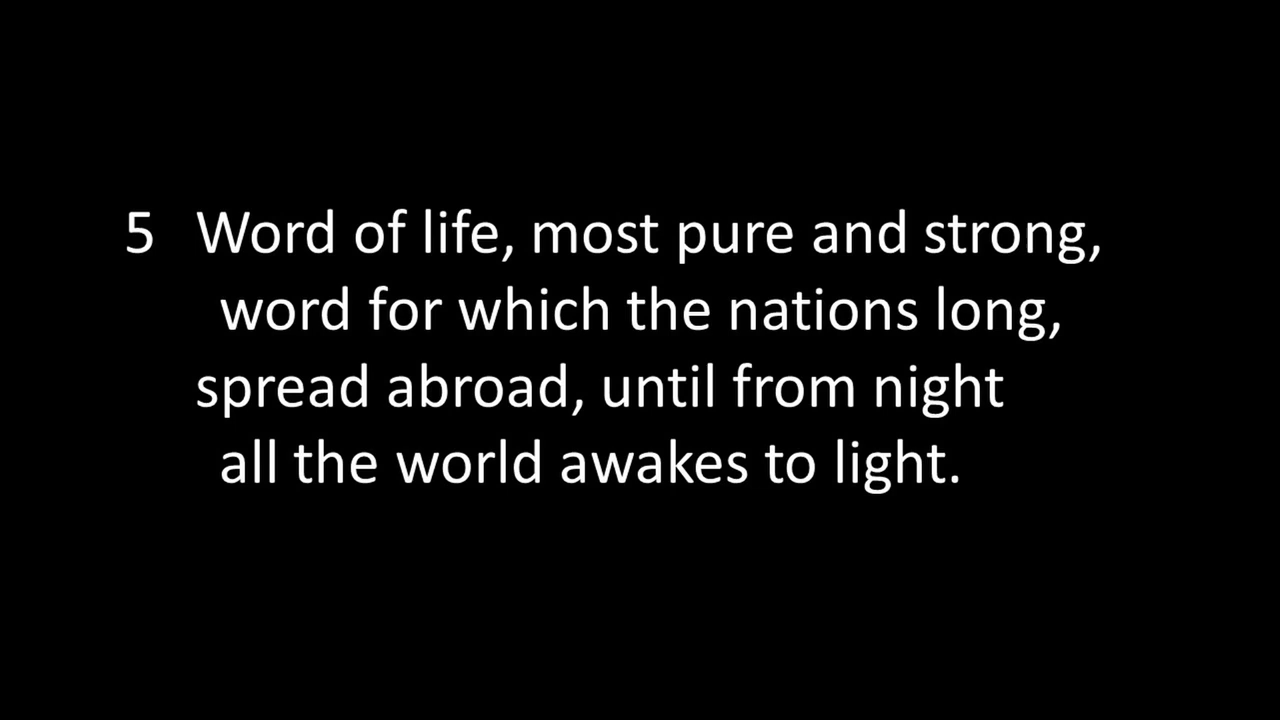 5 Word of life, most pure and strong,
word for which the nations long,
spread abroad, until from night
all the world awakes to light.